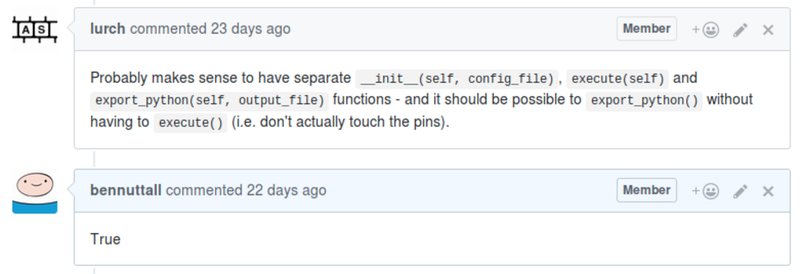 AS
lurch commented 23 days ago Member
Probably makes sense to have separate __init__(self, config_file), execute(self) and
export_python(self, output_file) functions - and it should be possible to export_python() without
having to execute() (i.e. don't actually touch the pins).
bennuttall commented 22 days ago Member
True